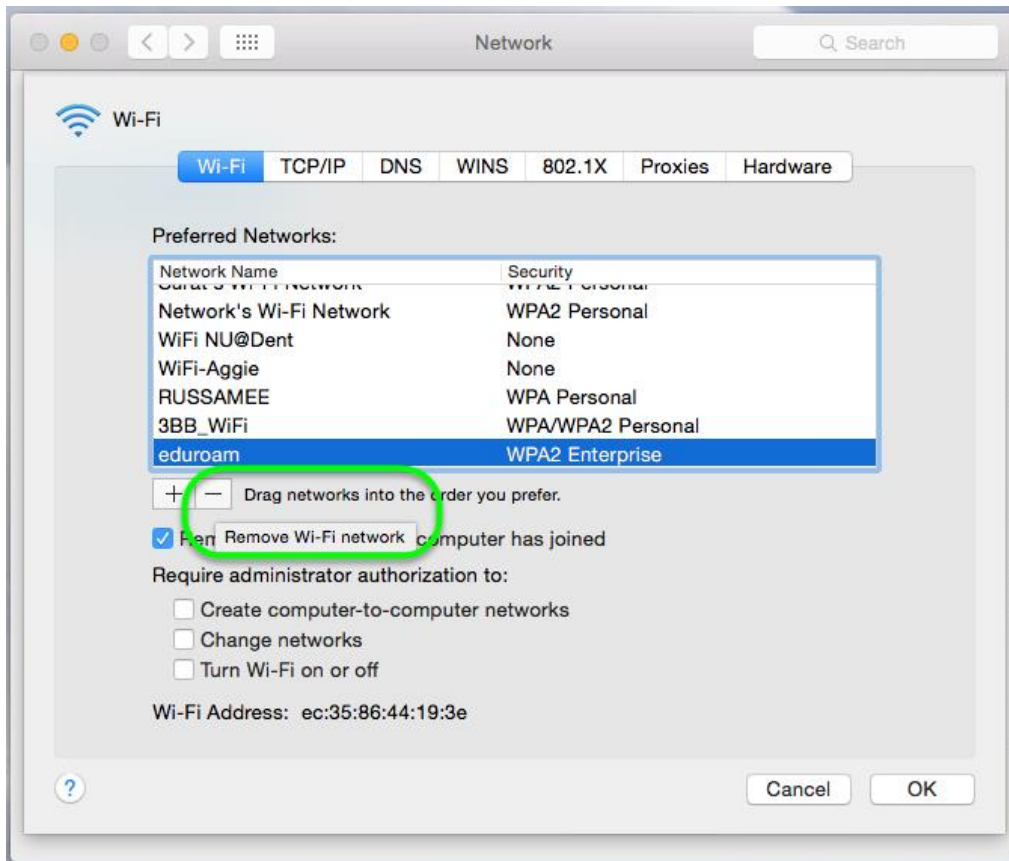 Network
Search
Wi-Fi
Wi-Fi TCP/IP DNS WINS 802.1X Proxies Hardware
Preferred Networks:
Network Name Security
Network's Wi-Fi Network WPA2 Personal
WiFi NU@Dent None
WiFi-Aggie None
RUSSAMEE WPA Personal
3BB_WiFi WPA/WPA2 Personal
eduroam WPA2 Enterprise
+ − Drag networks into the order you prefer.
Remove Wi-Fi network computer has joined
Require administrator authorization to:
Create computer-to-computer networks
Change networks
Turn Wi-Fi on or off
Wi-Fi Address: ec:35:86:44:19:3e
? Cancel OK